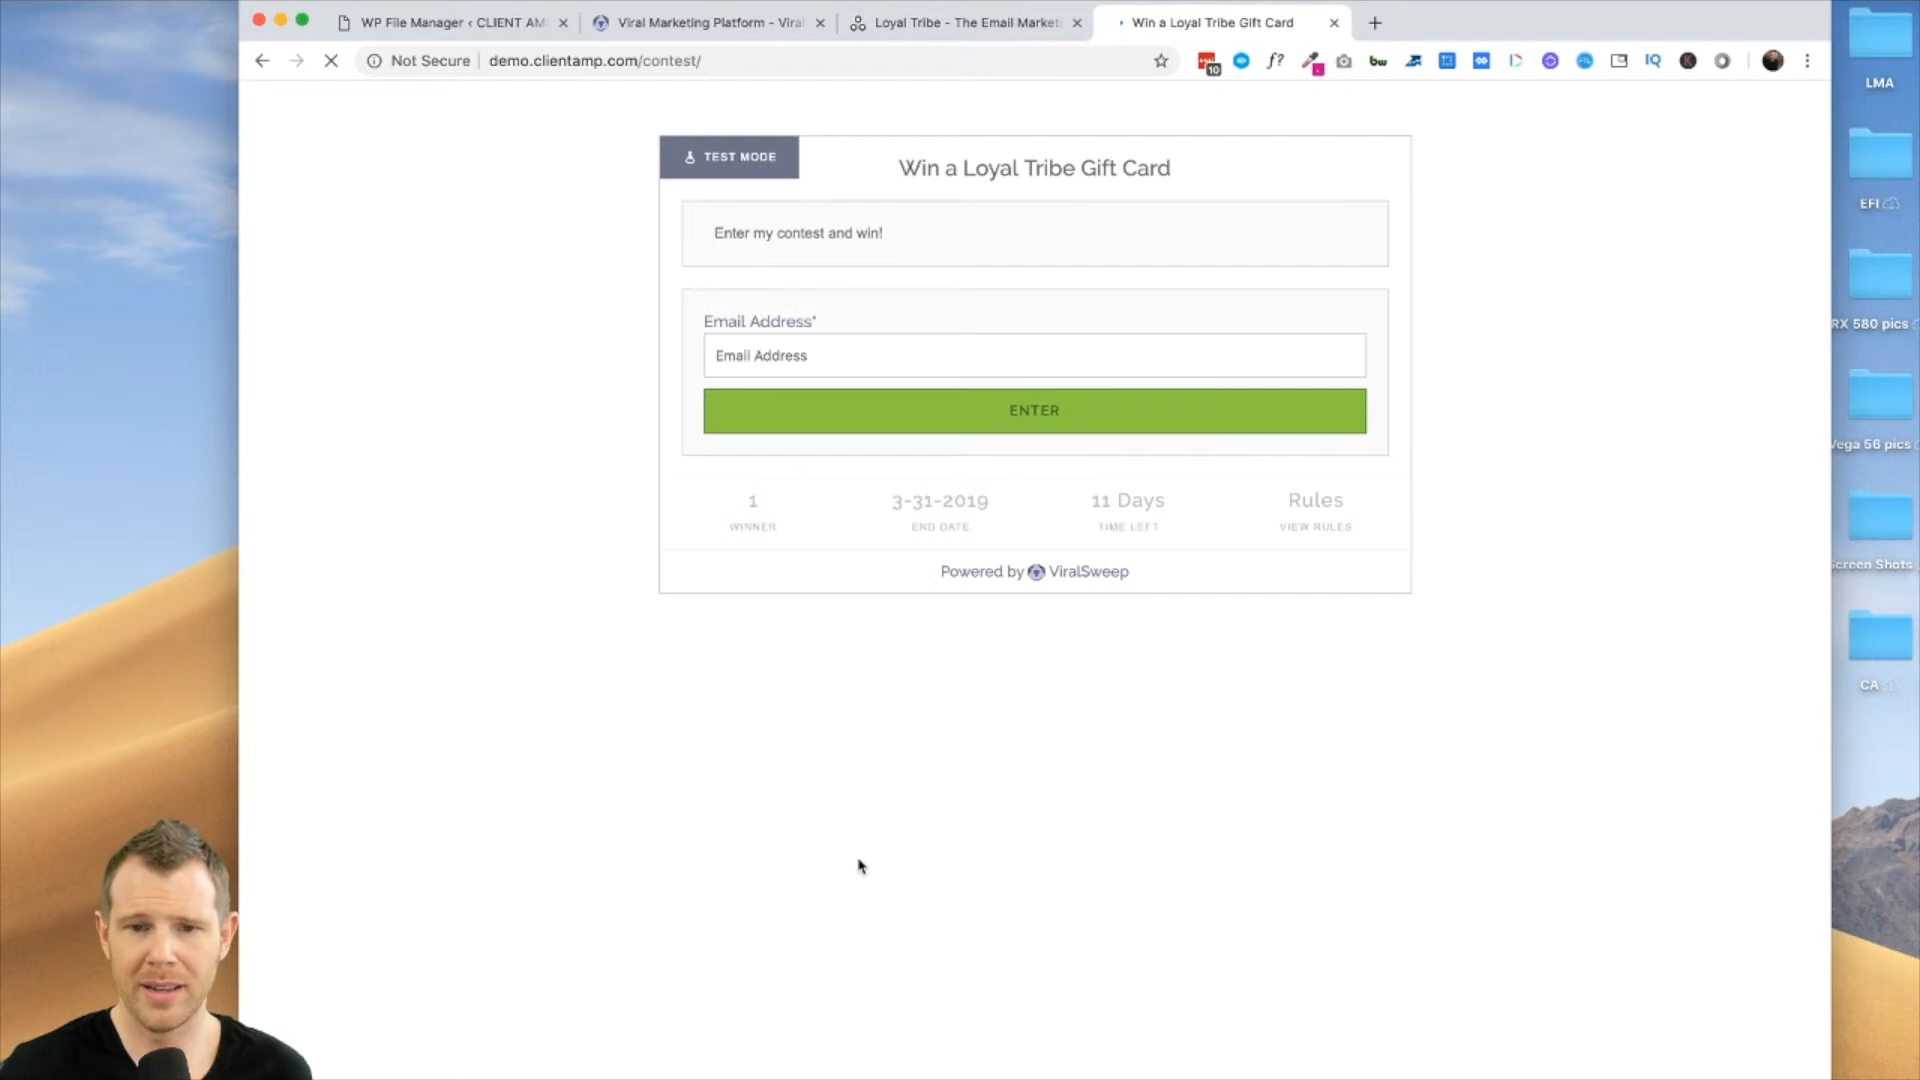 WP File Manager ‹ CLIENT AM
Viral Marketing Platform - Viral
Loyal Tribe - The Email Market
Win a Loyal Tribe Gift Card
Not Secure
demo.clientamp.com/contest/
10
f?
bw
IQ
K
LMA
EFI
RX 580 pics
Vega 56 pics
Screen Shots
CA
TEST MODE
Win a Loyal Tribe Gift Card
Enter my contest and win!
Email Address*
Email Address
ENTER
1
WINNER
3-31-2019
END DATE
11 Days
TIME LEFT
Rules
VIEW RULES
Powered by ViralSweep